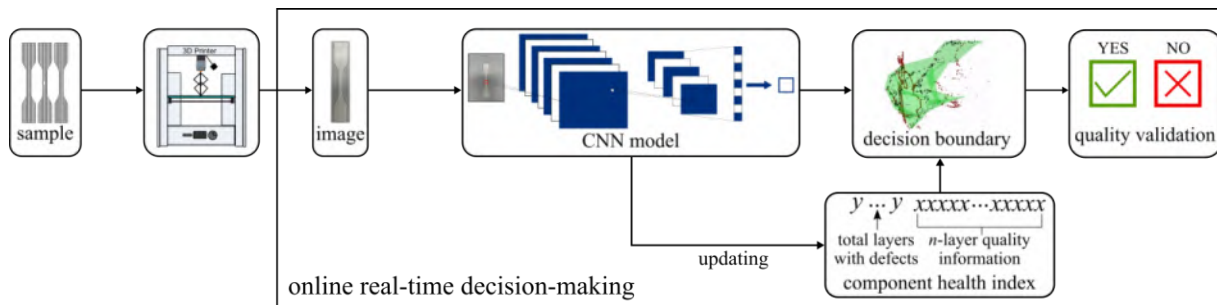 sample
3D Printer
image
CNN model
decision boundary
YES NO
quality validation
y ... y xxxxx...xxxxx
total layers
with defects
n-layer quality
information
component health index
updating
online real-time decision-making